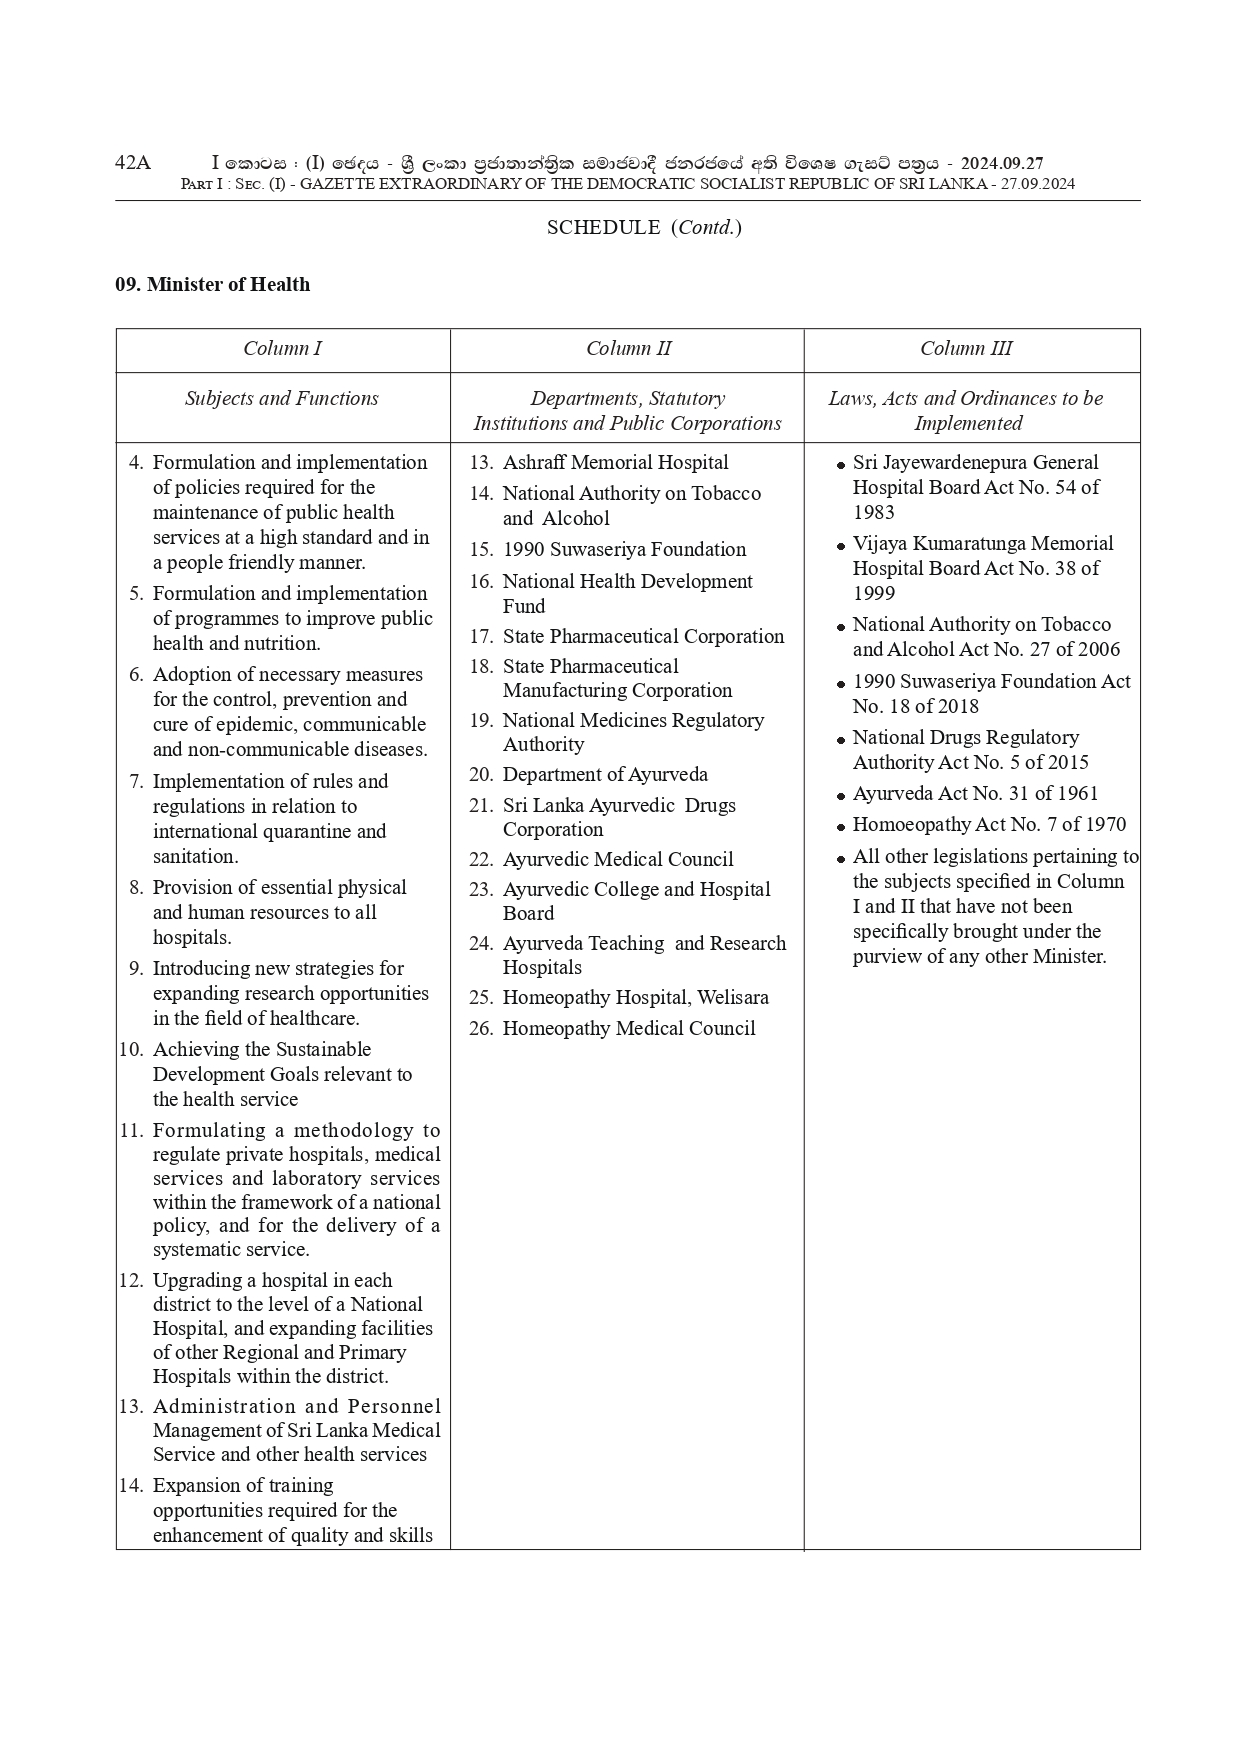 42A I කොටස : (I) ඡෙදය - ශ්‍රී ලංකා ප්‍රජාතාන්ත්‍රික සමාජවාදී ජනරජයේ අති විශෙෂ ගැසට් පත්‍රය - 2024.09.27
PART I : SEC. (I) - GAZETTE EXTRAORDINARY OF THE DEMOCRATIC SOCIALIST REPUBLIC OF SRI LANKA - 27.09.2024
SCHEDULE (Contd.)
09. Minister of Health
Column I
Column II
Column III
Subjects and Functions
Departments, Statutory
Institutions and Public Corporations
Laws, Acts and Ordinances to be
Implemented
4. Formulation and implementation
of policies required for the
maintenance of public health
services at a high standard and in
a people friendly manner.
5. Formulation and implementation
of programmes to improve public
health and nutrition.
6. Adoption of necessary measures
for the control, prevention and
cure of epidemic, communicable
and non-communicable diseases.
7. Implementation of rules and
regulations in relation to
international quarantine and
sanitation.
8. Provision of essential physical
and human resources to all
hospitals.
9. Introducing new strategies for
expanding research opportunities
in the field of healthcare.
10. Achieving the Sustainable
Development Goals relevant to
the health service
11. Formulating a methodology to
regulate private hospitals, medical
services and laboratory services
within the framework of a national
policy, and for the delivery of a
systematic service.
12. Upgrading a hospital in each
district to the level of a National
Hospital, and expanding facilities
of other Regional and Primary
Hospitals within the district.
13. Administration and Personnel
Management of Sri Lanka Medical
Service and other health services
14. Expansion of training
opportunities required for the
enhancement of quality and skills
13. Ashraff Memorial Hospital
14. National Authority on Tobacco
and Alcohol
15. 1990 Suwaseriya Foundation
16. National Health Development
Fund
17. State Pharmaceutical Corporation
18. State Pharmaceutical
Manufacturing Corporation
19. National Medicines Regulatory
Authority
20. Department of Ayurveda
21. Sri Lanka Ayurvedic Drugs
Corporation
22. Ayurvedic Medical Council
23. Ayurvedic College and Hospital
Board
24. Ayurveda Teaching and Research
Hospitals
25. Homeopathy Hospital, Welisara
26. Homeopathy Medical Council
● Sri Jayewardenepura General
Hospital Board Act No. 54 of
1983
● Vijaya Kumaratunga Memorial
Hospital Board Act No. 38 of
1999
● National Authority on Tobacco
and Alcohol Act No. 27 of 2006
● 1990 Suwaseriya Foundation Act
No. 18 of 2018
● National Drugs Regulatory
Authority Act No. 5 of 2015
● Ayurveda Act No. 31 of 1961
● Homoeopathy Act No. 7 of 1970
● All other legislations pertaining to
the subjects specified in Column
I and II that have not been
specifically brought under the
purview of any other Minister.